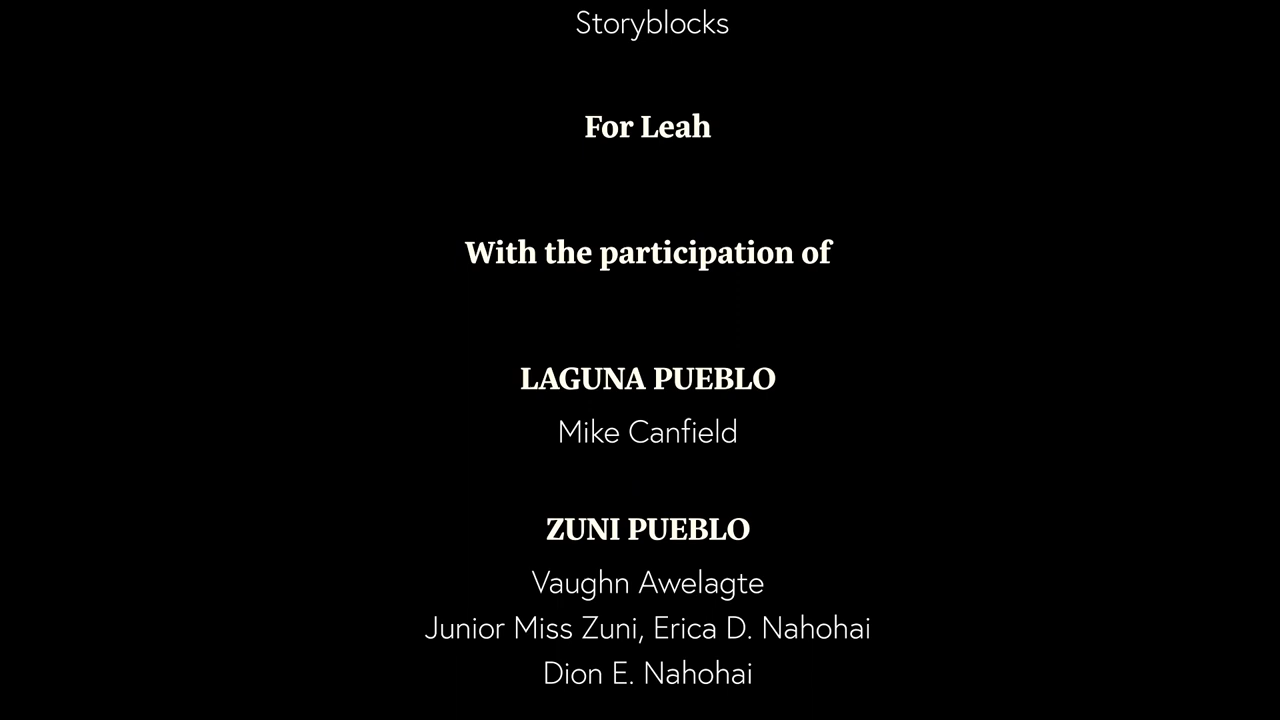 Storyblocks
For Leah
With the participation of
LAGUNA PUEBLO
Mike Canfield
ZUNI PUEBLO
Vaughn Awelagte
Junior Miss Zuni, Erica D. Nahohai
Dion E. Nahohai